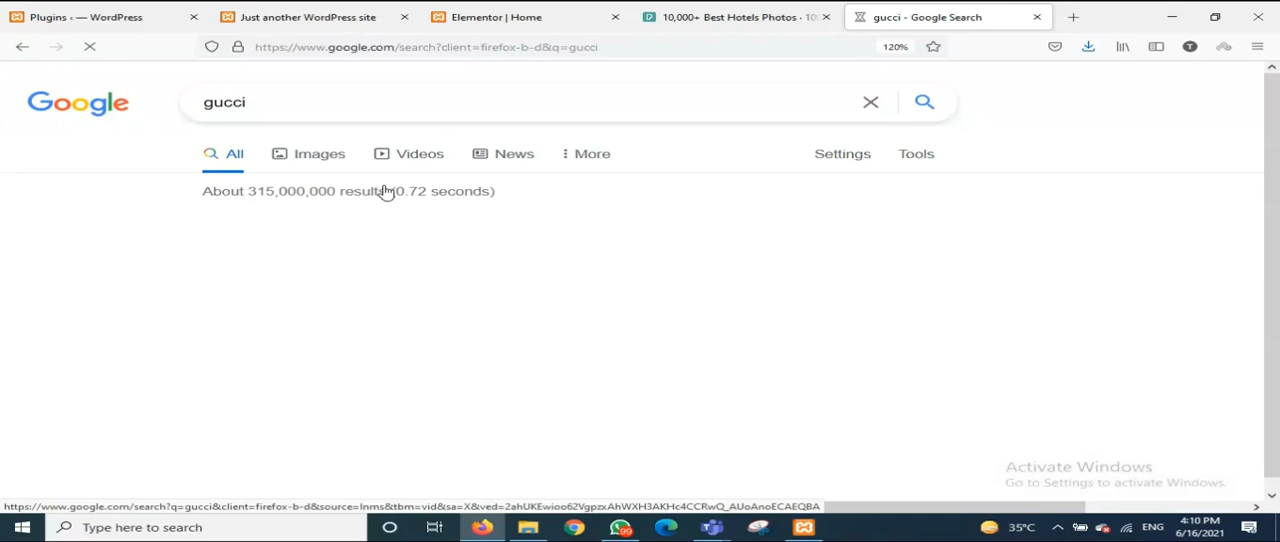 Plugins ‹ — WordPress
Just another WordPress site
Elementor | Home
10,000+ Best Hotels Photos · 10
gucci - Google Search
https://www.google.com/search?client=firefox-b-d&q=gucci
120%
T
Google
gucci
All
Images
Videos
News
More
Settings
Tools
About 315,000,000 results (0.72 seconds)
Activate Windows
Go to Settings to activate Windows.
https://www.google.com/search?q=gucci&client=firefox-b-d&source=lnms&tbm=vid&sa=X&ved=2ahUKEwioo62VgpzxAhWXH3AKHc4CCRwQ_AUoAnoECAEQBA
Type here to search
99
35°C
ENG
4:10 PM
6/16/2021